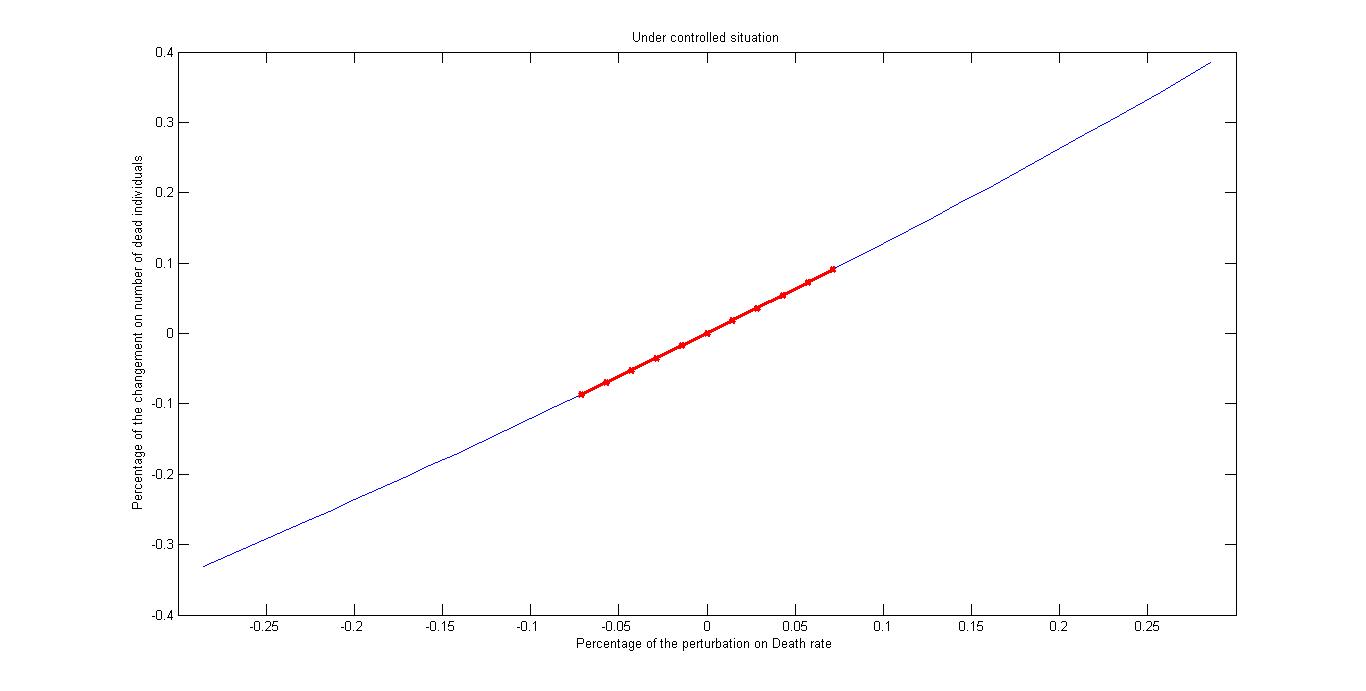 Under controlled situation
0.4
0.3
0.2
0.1
0
-0.1
-0.2
-0.3
-0.4
Percentage of the changement on number of dead individuals
-0.25 -0.2 -0.15 -0.1 -0.05 0 0.05 0.1 0.15 0.2 0.25
Percentage of the perturbation on Death rate